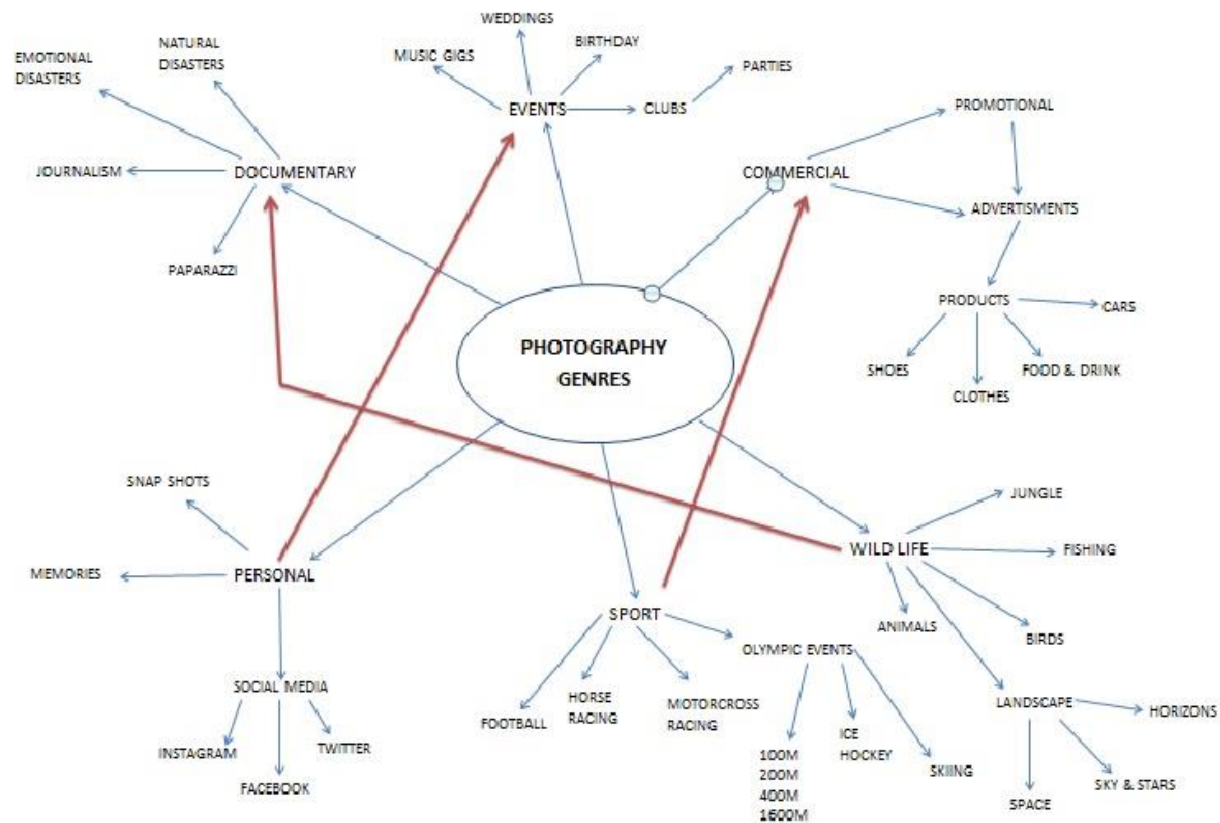 WEDDINGS
MIUSIC GIGS
BIRTHDAY
PARTIES
EVENTS
CLUBS
EMOTIONAL
DISASTERS
NATURAL
DISASTERS
JOURNALISM
DOCUMENTARY
PAPARAZZI
COMMERCIAL
PROMOTIONAL
ADVERTISMENTS
PRODUCTS
CARS
SHOES
CLOTHES
FOOD & DRINK
PHOTOGRAPHY
GENRES
SNAP SHOTS
MEMORIES
PERSONAL
SOCIAL MEDIA
INSTAGRAM
FACEBOOK
TWITTER
SPORT
FOOTBALL
HORSE
RACING
MOTORCROSS
RACING
OLYMPIC EVENTS
100M
200M
400M
1600M
ICE
HOCKEY
SKIING
WILD LIFE
JUNGLE
FISHING
ANIMALS
BIRDS
LANDSCAPE
HORIZONS
SKY & STARS
SPACE